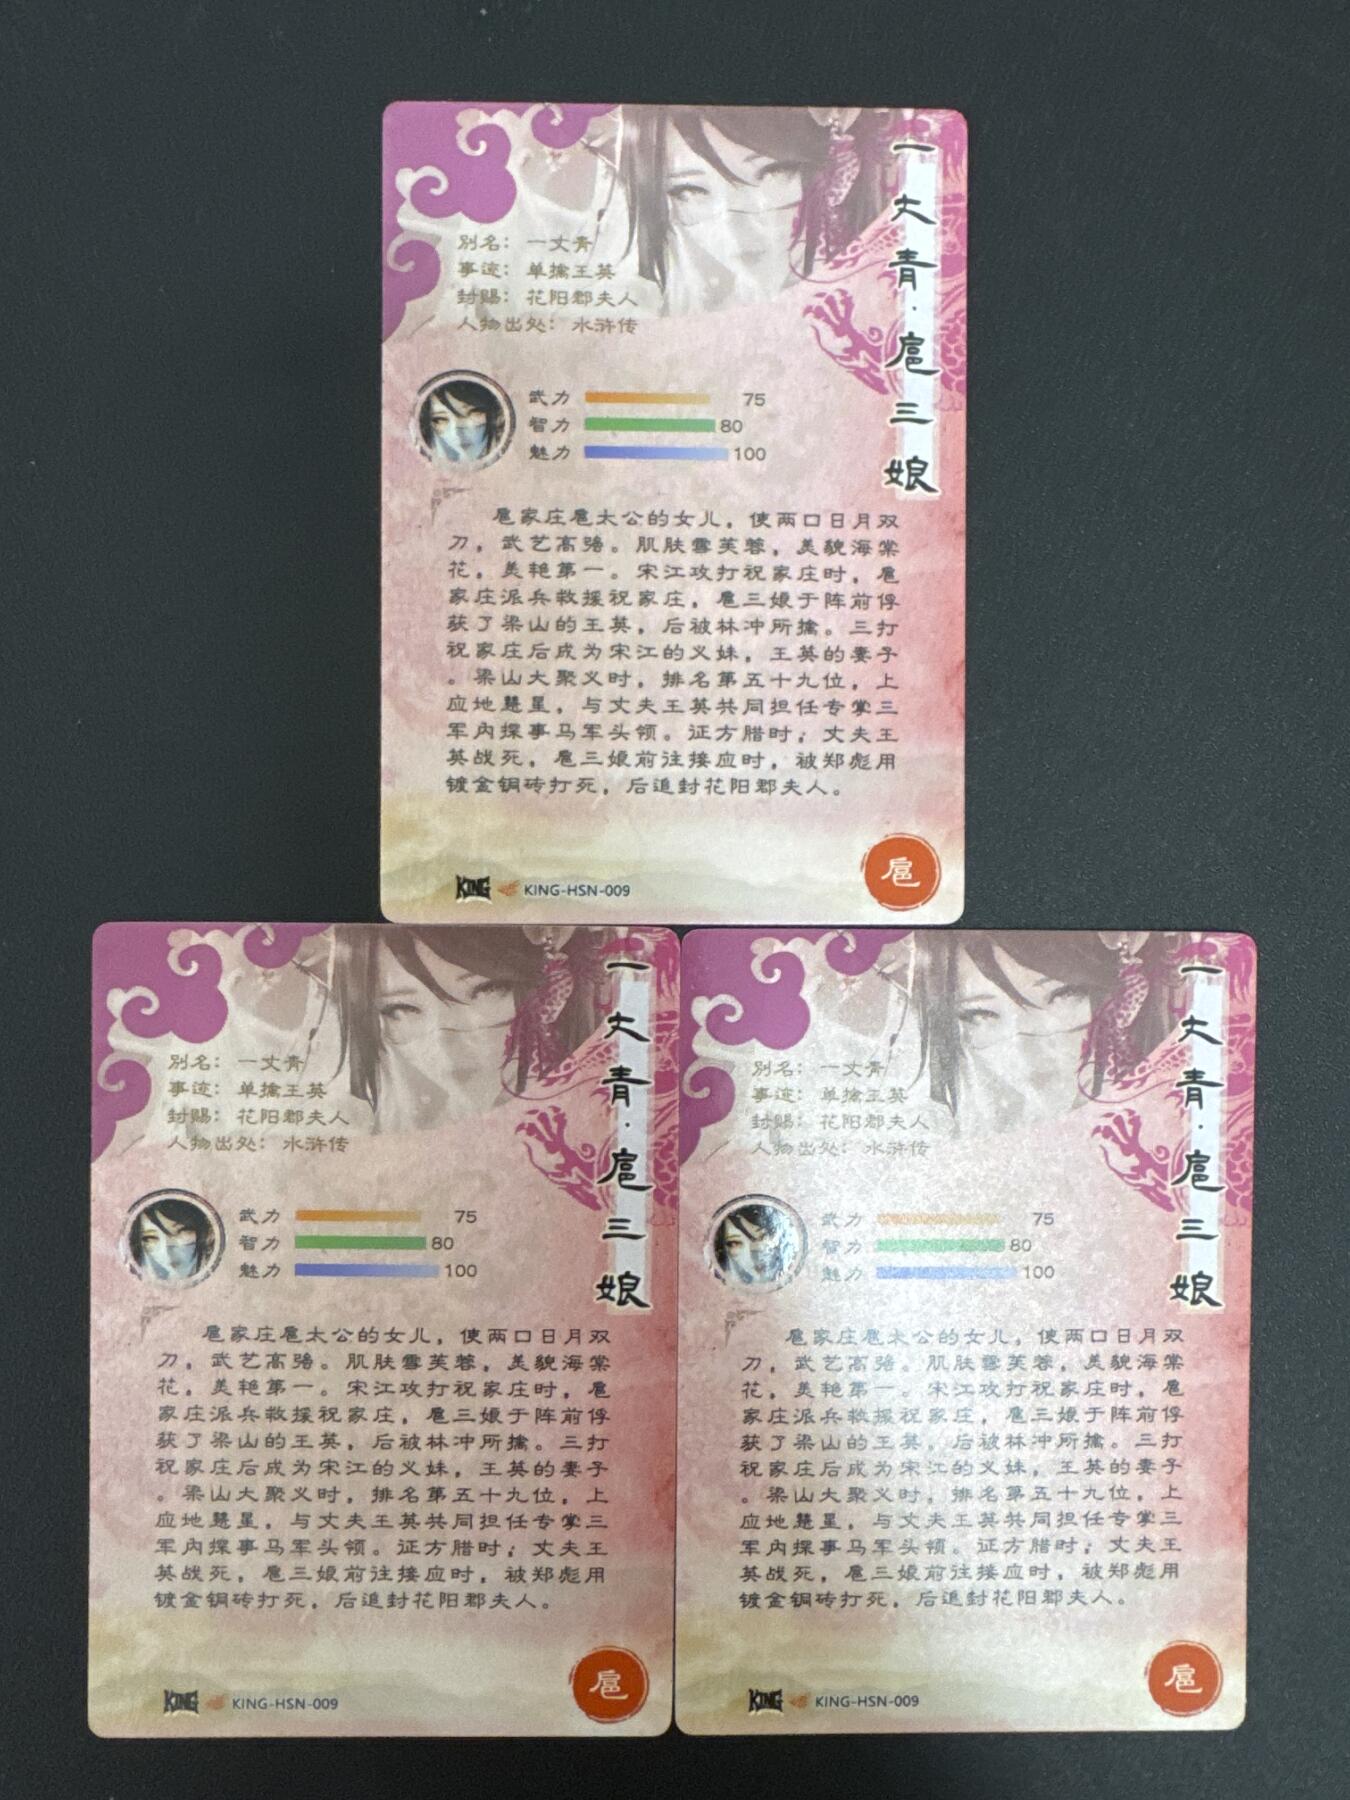 一丈青·扈三娘
别名：一丈青
事迹：单擒王英
封赐：花阳郡夫人
人物出处：水浒传
武力 75
智力 80
魅力 100
扈家庄扈太公的女儿，使两口日月双
刀，武艺高强。肌肤雪芙蓉，美貌海棠
花，美艳第一。宋江攻打祝家庄时，扈
家庄派兵救援祝家庄，扈三娘于阵前俘
获了梁山的王英，后被林冲所擒。三打
祝家庄后成为宋江的义妹，王英的妻子
。梁山大聚义时，排名第五十九位，上
应地慧星，与丈夫王英共同担任专掌三
军内探事马军头领。证方腊时；丈夫王
英战死，扈三娘前往接应时，被郑彪用
镀金铜砖打死，后追封花阳郡夫人。
KING KING-HSN-009
扈
一丈青·扈三娘
别名：一丈青
事迹：单擒王英
封赐：花阳郡夫人
人物出处：水浒传
武力 75
智力 80
魅力 100
扈家庄扈太公的女儿，使两口日月双
刀，武艺高强。肌肤雪芙蓉，美貌海棠
花，美艳第一。宋江攻打祝家庄时，扈
家庄派兵救援祝家庄，扈三娘于阵前俘
获了梁山的王英，后被林冲所擒。三打
祝家庄后成为宋江的义妹，王英的妻子
。梁山大聚义时，排名第五十九位，上
应地慧星，与丈夫王英共同担任专掌三
军内探事马军头领。证方腊时；丈夫王
英战死，扈三娘前往接应时，被郑彪用
镀金铜砖打死，后追封花阳郡夫人。
KING KING-HSN-009
扈
一丈青·扈三娘
别名：一丈青
事迹：单擒王英
封赐：花阳郡夫人
人物出处：水浒传
武力 75
智力 80
魅力 100
扈家庄扈太公的女儿，使两口日月双
刀，武艺高强。肌肤雪芙蓉，美貌海棠
花，美艳第一。宋江攻打祝家庄时，扈
家庄派兵救援祝家庄，扈三娘于阵前俘
获了梁山的王英，后被林冲所擒。三打
祝家庄后成为宋江的义妹，王英的妻子
。梁山大聚义时，排名第五十九位，上
应地慧星，与丈夫王英共同担任专掌三
军内探事马军头领。证方腊时；丈夫王
英战死，扈三娘前往接应时，被郑彪用
镀金铜砖打死，后追封花阳郡夫人。
KING KING-HSN-009
扈